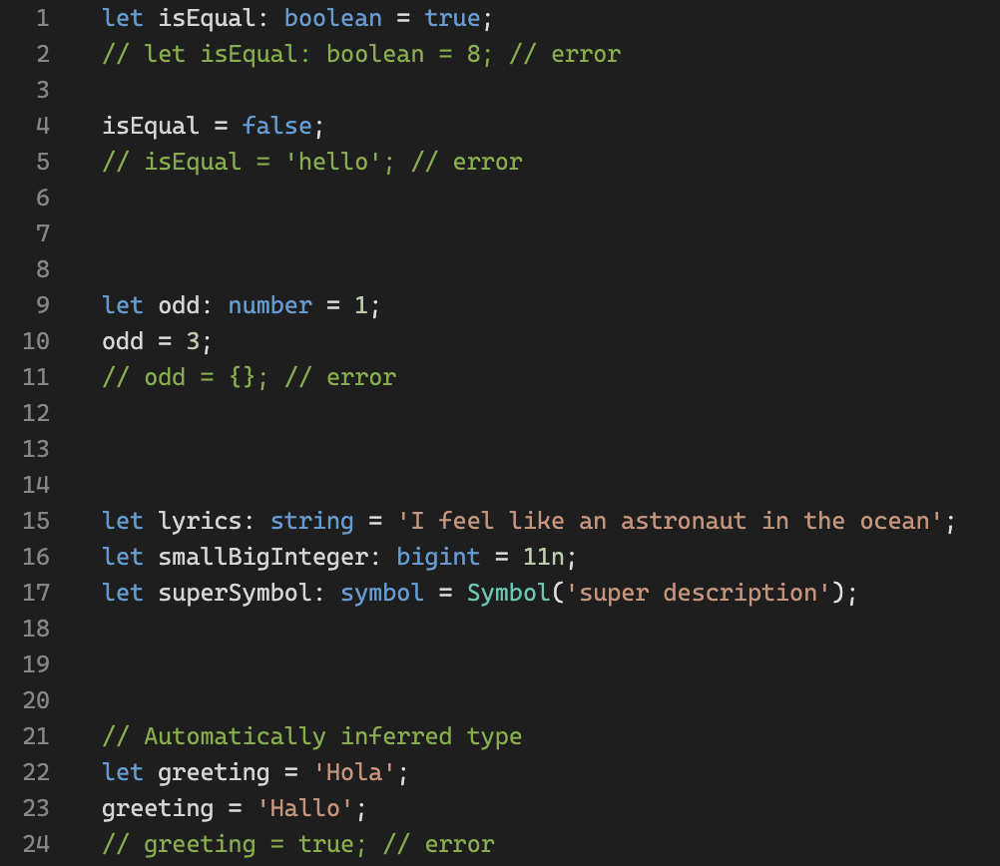 1 let isEqual: boolean = true;
2 // let isEqual: boolean = 8; // error
3
4 isEqual = false;
5 // isEqual = 'hello'; // error
6
7
8
9 let odd: number = 1;
10 odd = 3;
11 // odd = {}; // error
12
13
14
15 let lyrics: string = 'I feel like an astronaut in the ocean';
16 let smallBigInteger: bigint = 11n;
17 let superSymbol: symbol = Symbol('super description');
18
19
20
21 // Automatically inferred type
22 let greeting = 'Hola';
23 greeting = 'Hallo';
24 // greeting = true; // error